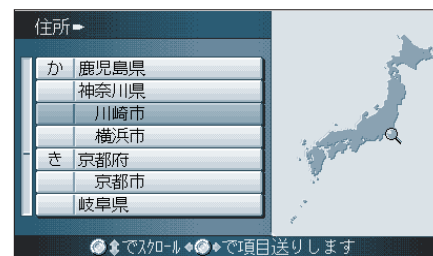 住所
か 鹿児島県
神奈川県
川崎市
横浜市
き 京都府
京都市
岐阜県
でスクロール でΊ頁目送りします